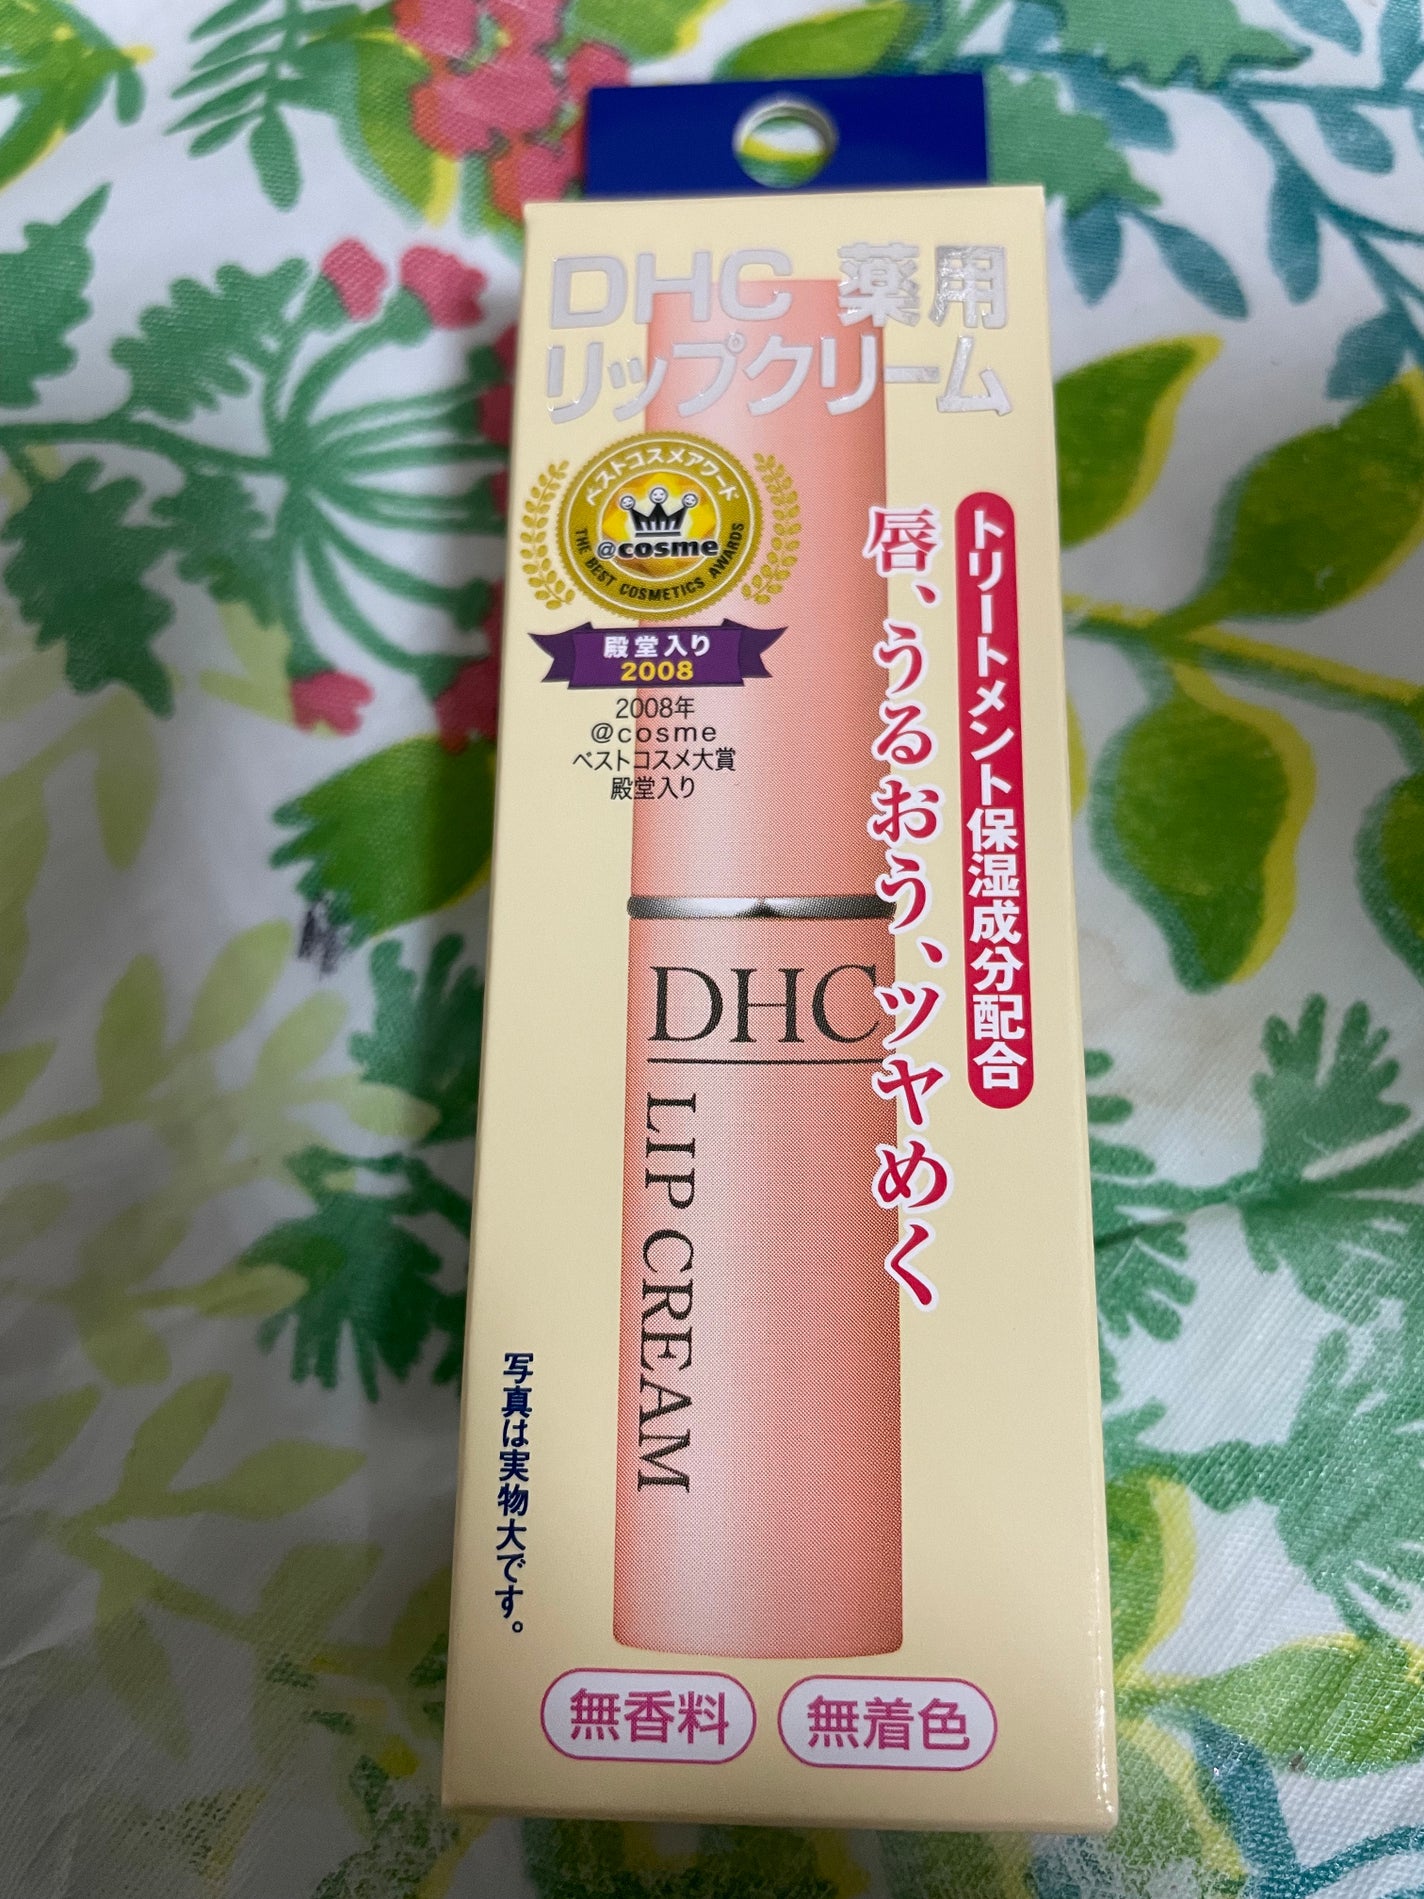 DHC 薬用
リップクリーム
ベストコスメアワード
@cosme
THE BEST COSMETICS AWARDS
殿堂入り
2008
2008年
@cosme
ベストコスメ大賞
殿堂入り
トリートメント保湿成分配合
唇、うるおう、ツヤめく
DHC
LIP CREAM
写真は実物大です。
無香料
無着色